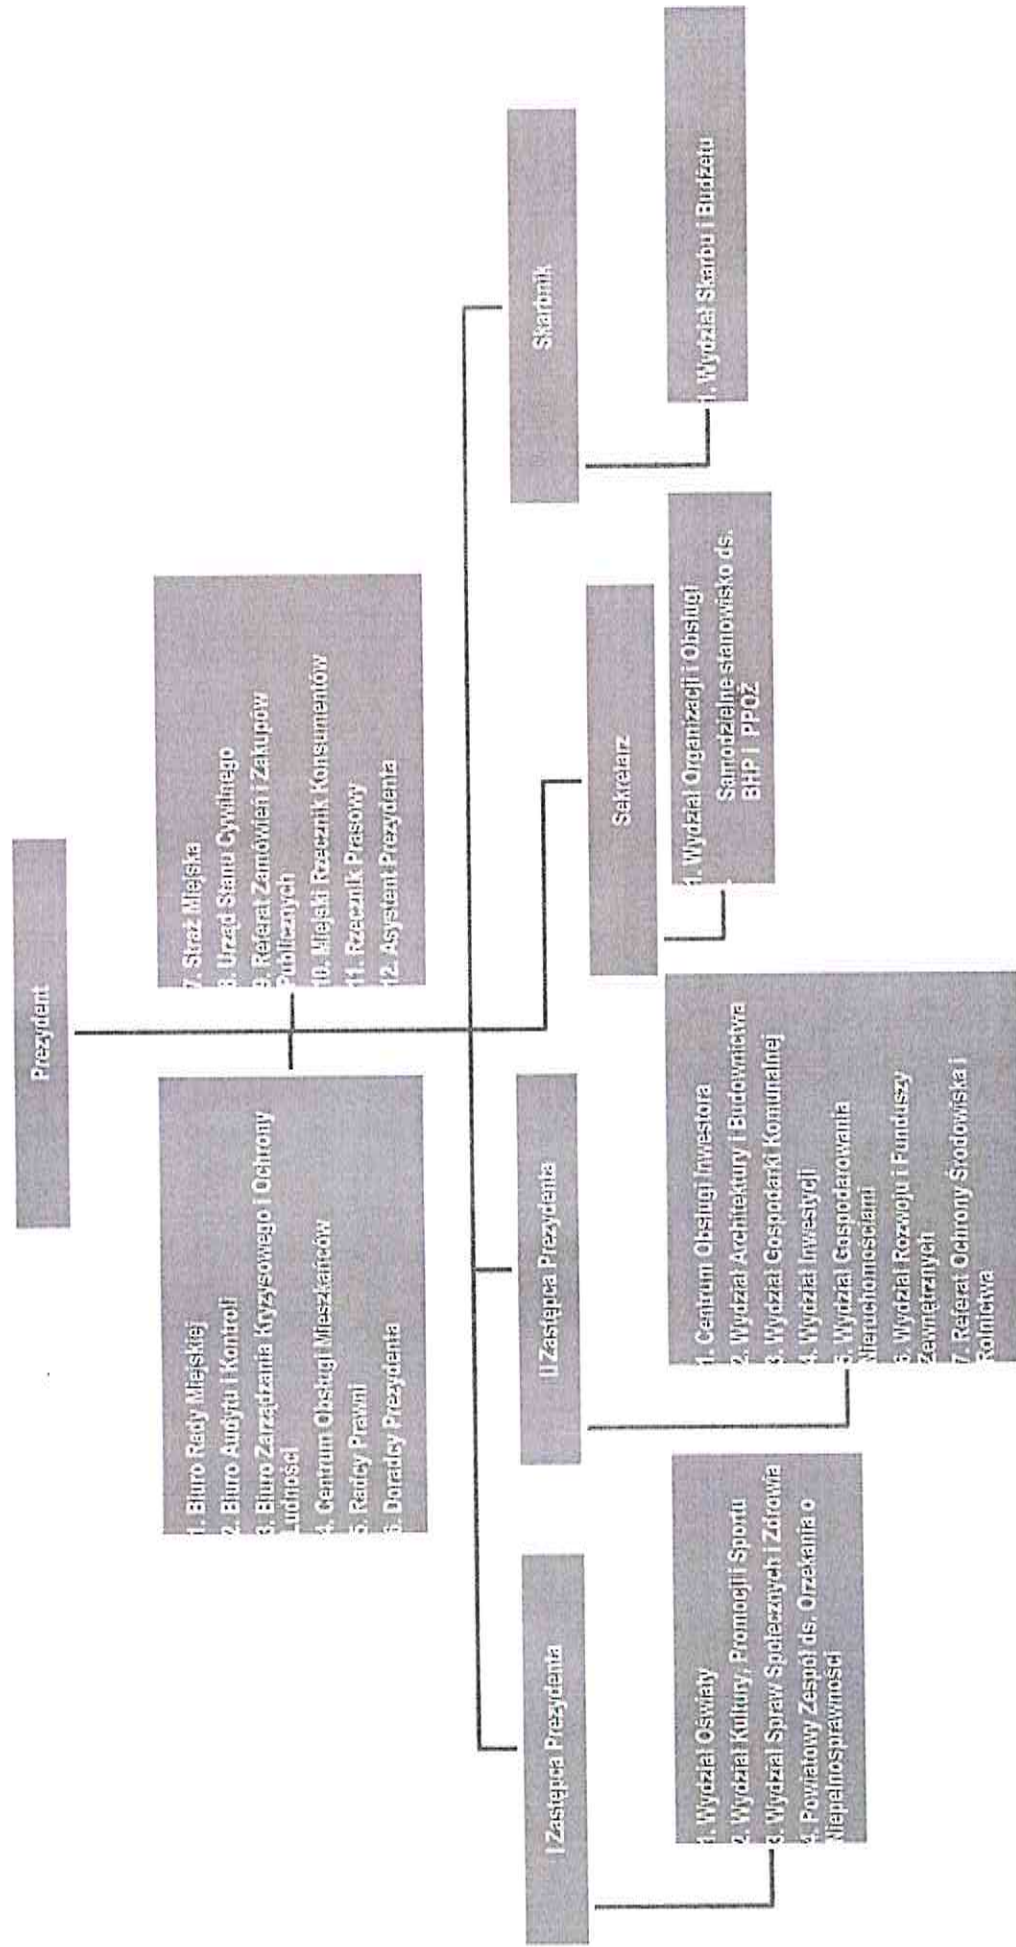 Prezydent
1. Biuro Rady Miejskiej
2. Biuro Audytu i Kontroli
3. Biuro Zarządzania Kryzysowego i Ochrony
Ludności
4. Centrum Obsługi Mieszkańców
5. Radcy Prawni
6. Doradcy Prezydenta
7. Straż Miejska
8. Urząd Stanu Cywilnego
9. Referat Zamówień i Zakupów
Publicznych
10. Miejski Rzecznik Konsumentów
11. Rzecznik Prasowy
12. Asystent Prezydenta
I Zastępca Prezydenta
1. Wydział Oświaty
2. Wydział Kultury, Promocji i Sportu
3. Wydział Spraw Społecznych i Zdrowia
4. Powiatowy Zespół ds. Orzekania o
Niepełnosprawności
II Zastępca Prezydenta
1. Centrum Obsługi Inwestora
2. Wydział Architektury i Budownictwa
3. Wydział Gospodarki Komunalnej
4. Wydział Inwestycji
5. Wydział Gospodarowania
Nieruchomościami
6. Wydział Rozwoju i Funduszy
Zewnętrznych
7. Referat Ochrony Środowiska i
Rolnictwa
Sekretarz
1. Wydział Organizacji i Obsługi
Samodzielne stanowisko ds.
BHP i PPOŻ
Skarbnik
1. Wydział Skarbu i Budżetu